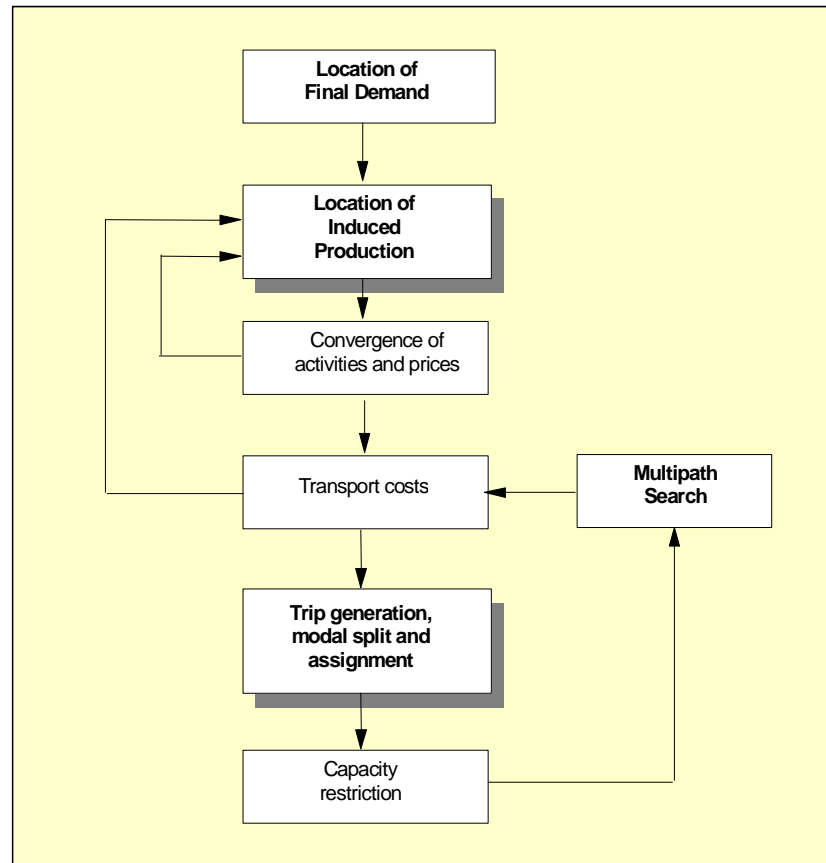 Location of
Final Demand
Location of
Induced
Production
Convergence of
activities and prices
Transport costs
Multipath
Search
Trip generation,
modal split and
assignment
Capacity
restriction